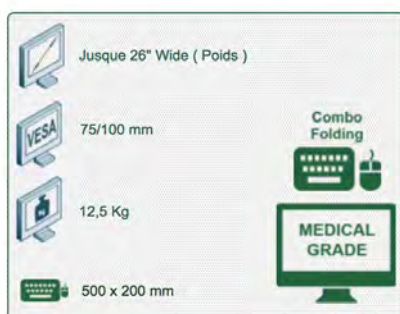 Jusque 26" Wide ( Poids )
VESA
75/100 mm
12,5 Kg
500 x 200 mm
Combo
Folding
MEDICAL
GRADE